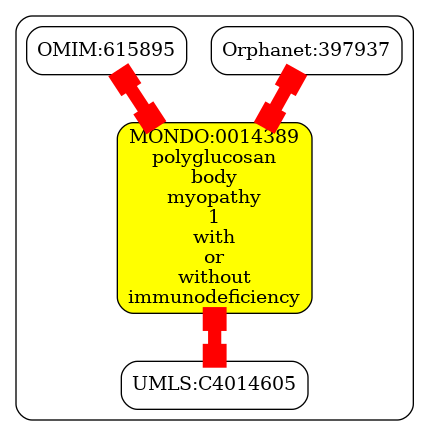 OMIM:615895
Orphanet:397937
MONDO:0014389
polyglucosan
body
myopathy
1
with
or
without
immunodeficiency
UMLS:C4014605